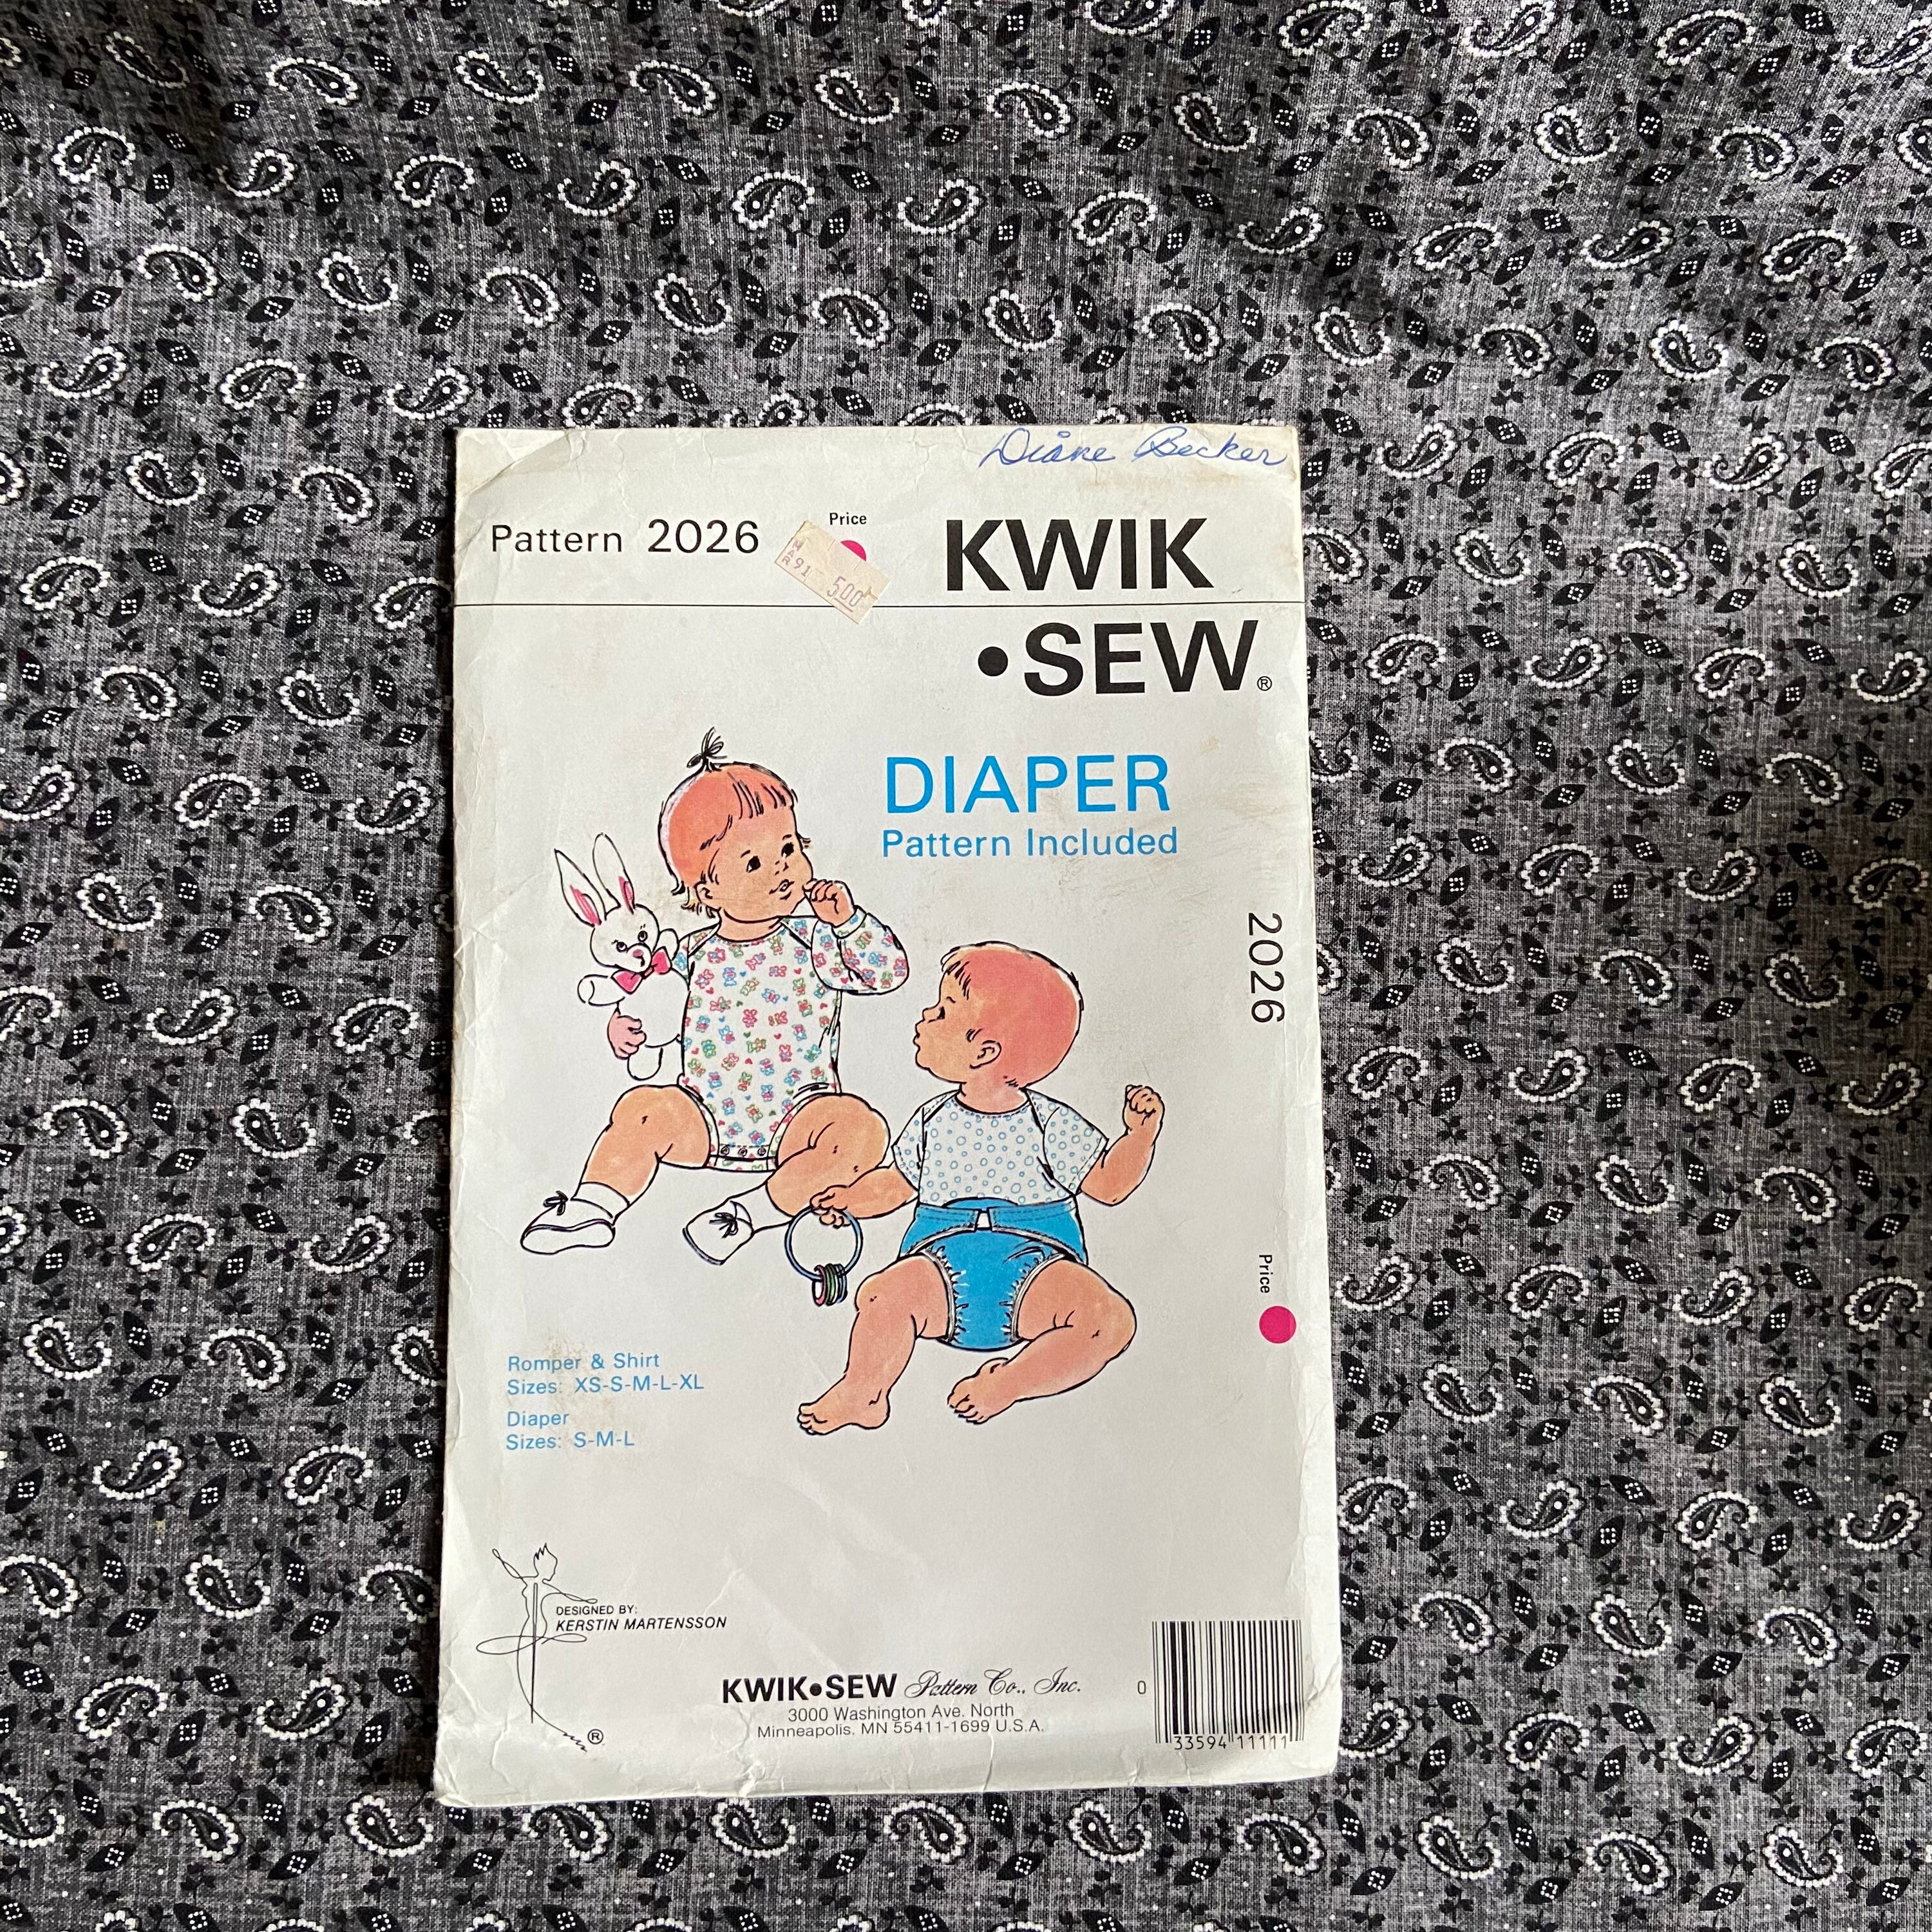 Diane Becker
Pattern 2026
Price
MAR 91 500
KWIK
•SEW®
DIAPER
Pattern Included
2026
Price
Romper & Shirt
Sizes: XS-S-M-L-XL
Diaper
Sizes: S-M-L
DESIGNED BY:
KERSTIN MARTENSSON
®
KWIK•SEW Pattern Co., Inc.
3000 Washington Ave. North
Minneapolis, MN 55411-1699 U.S.A.
0 33594 11111